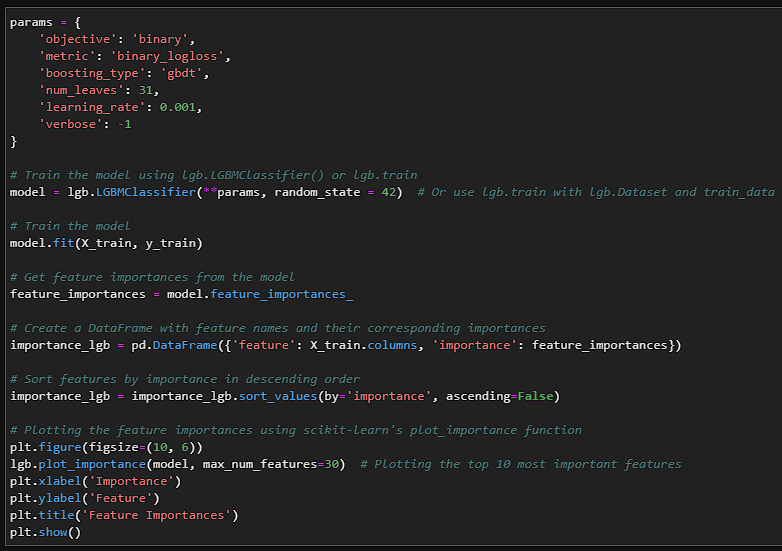 params = {
    'objective': 'binary',
    'metric': 'binary_logloss',
    'boosting_type': 'gbdt',
    'num_leaves': 31,
    'learning_rate': 0.001,
    'verbose': -1
}
# Train the model using lgb.LGBMClassifier() or lgb.train
model = lgb.LGBMClassifier(**params, random_state = 42)  # Or use lgb.train with lgb.Dataset and train_data
# Train the model
model.fit(X_train, y_train)
# Get feature importances from the model
feature_importances = model.feature_importances_
# Create a DataFrame with feature names and their corresponding importances
importance_lgb = pd.DataFrame({'feature': X_train.columns, 'importance': feature_importances})
# Sort features by importance in descending order
importance_lgb = importance_lgb.sort_values(by='importance', ascending=False)
# Plotting the feature importances using scikit-learn's plot_importance function
plt.figure(figsize=(10, 6))
lgb.plot_importance(model, max_num_features=30)  # Plotting the top 10 most important features
plt.xlabel('Importance')
plt.ylabel('Feature')
plt.title('Feature Importances')
plt.show()